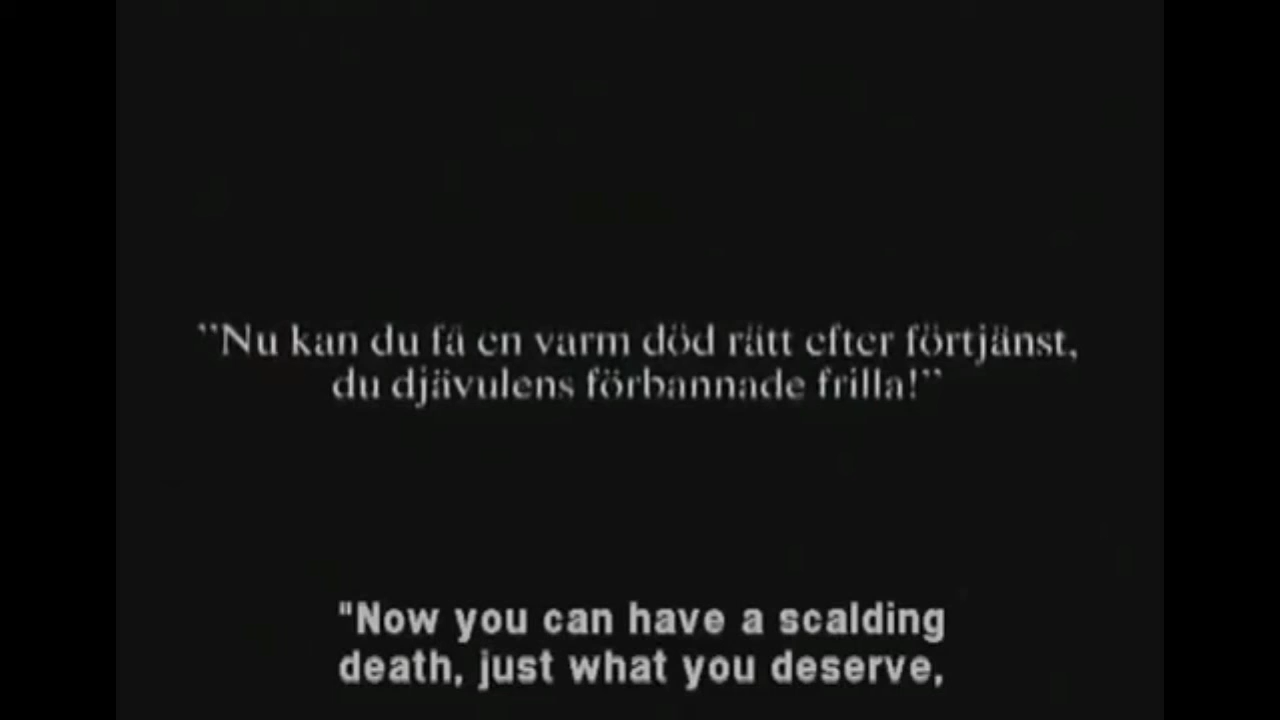 ”Nu kan du få en varm död rätt efter förtjänst,
du djävulens förbannade frilla!”
"Now you can have a scalding
death, just what you deserve,